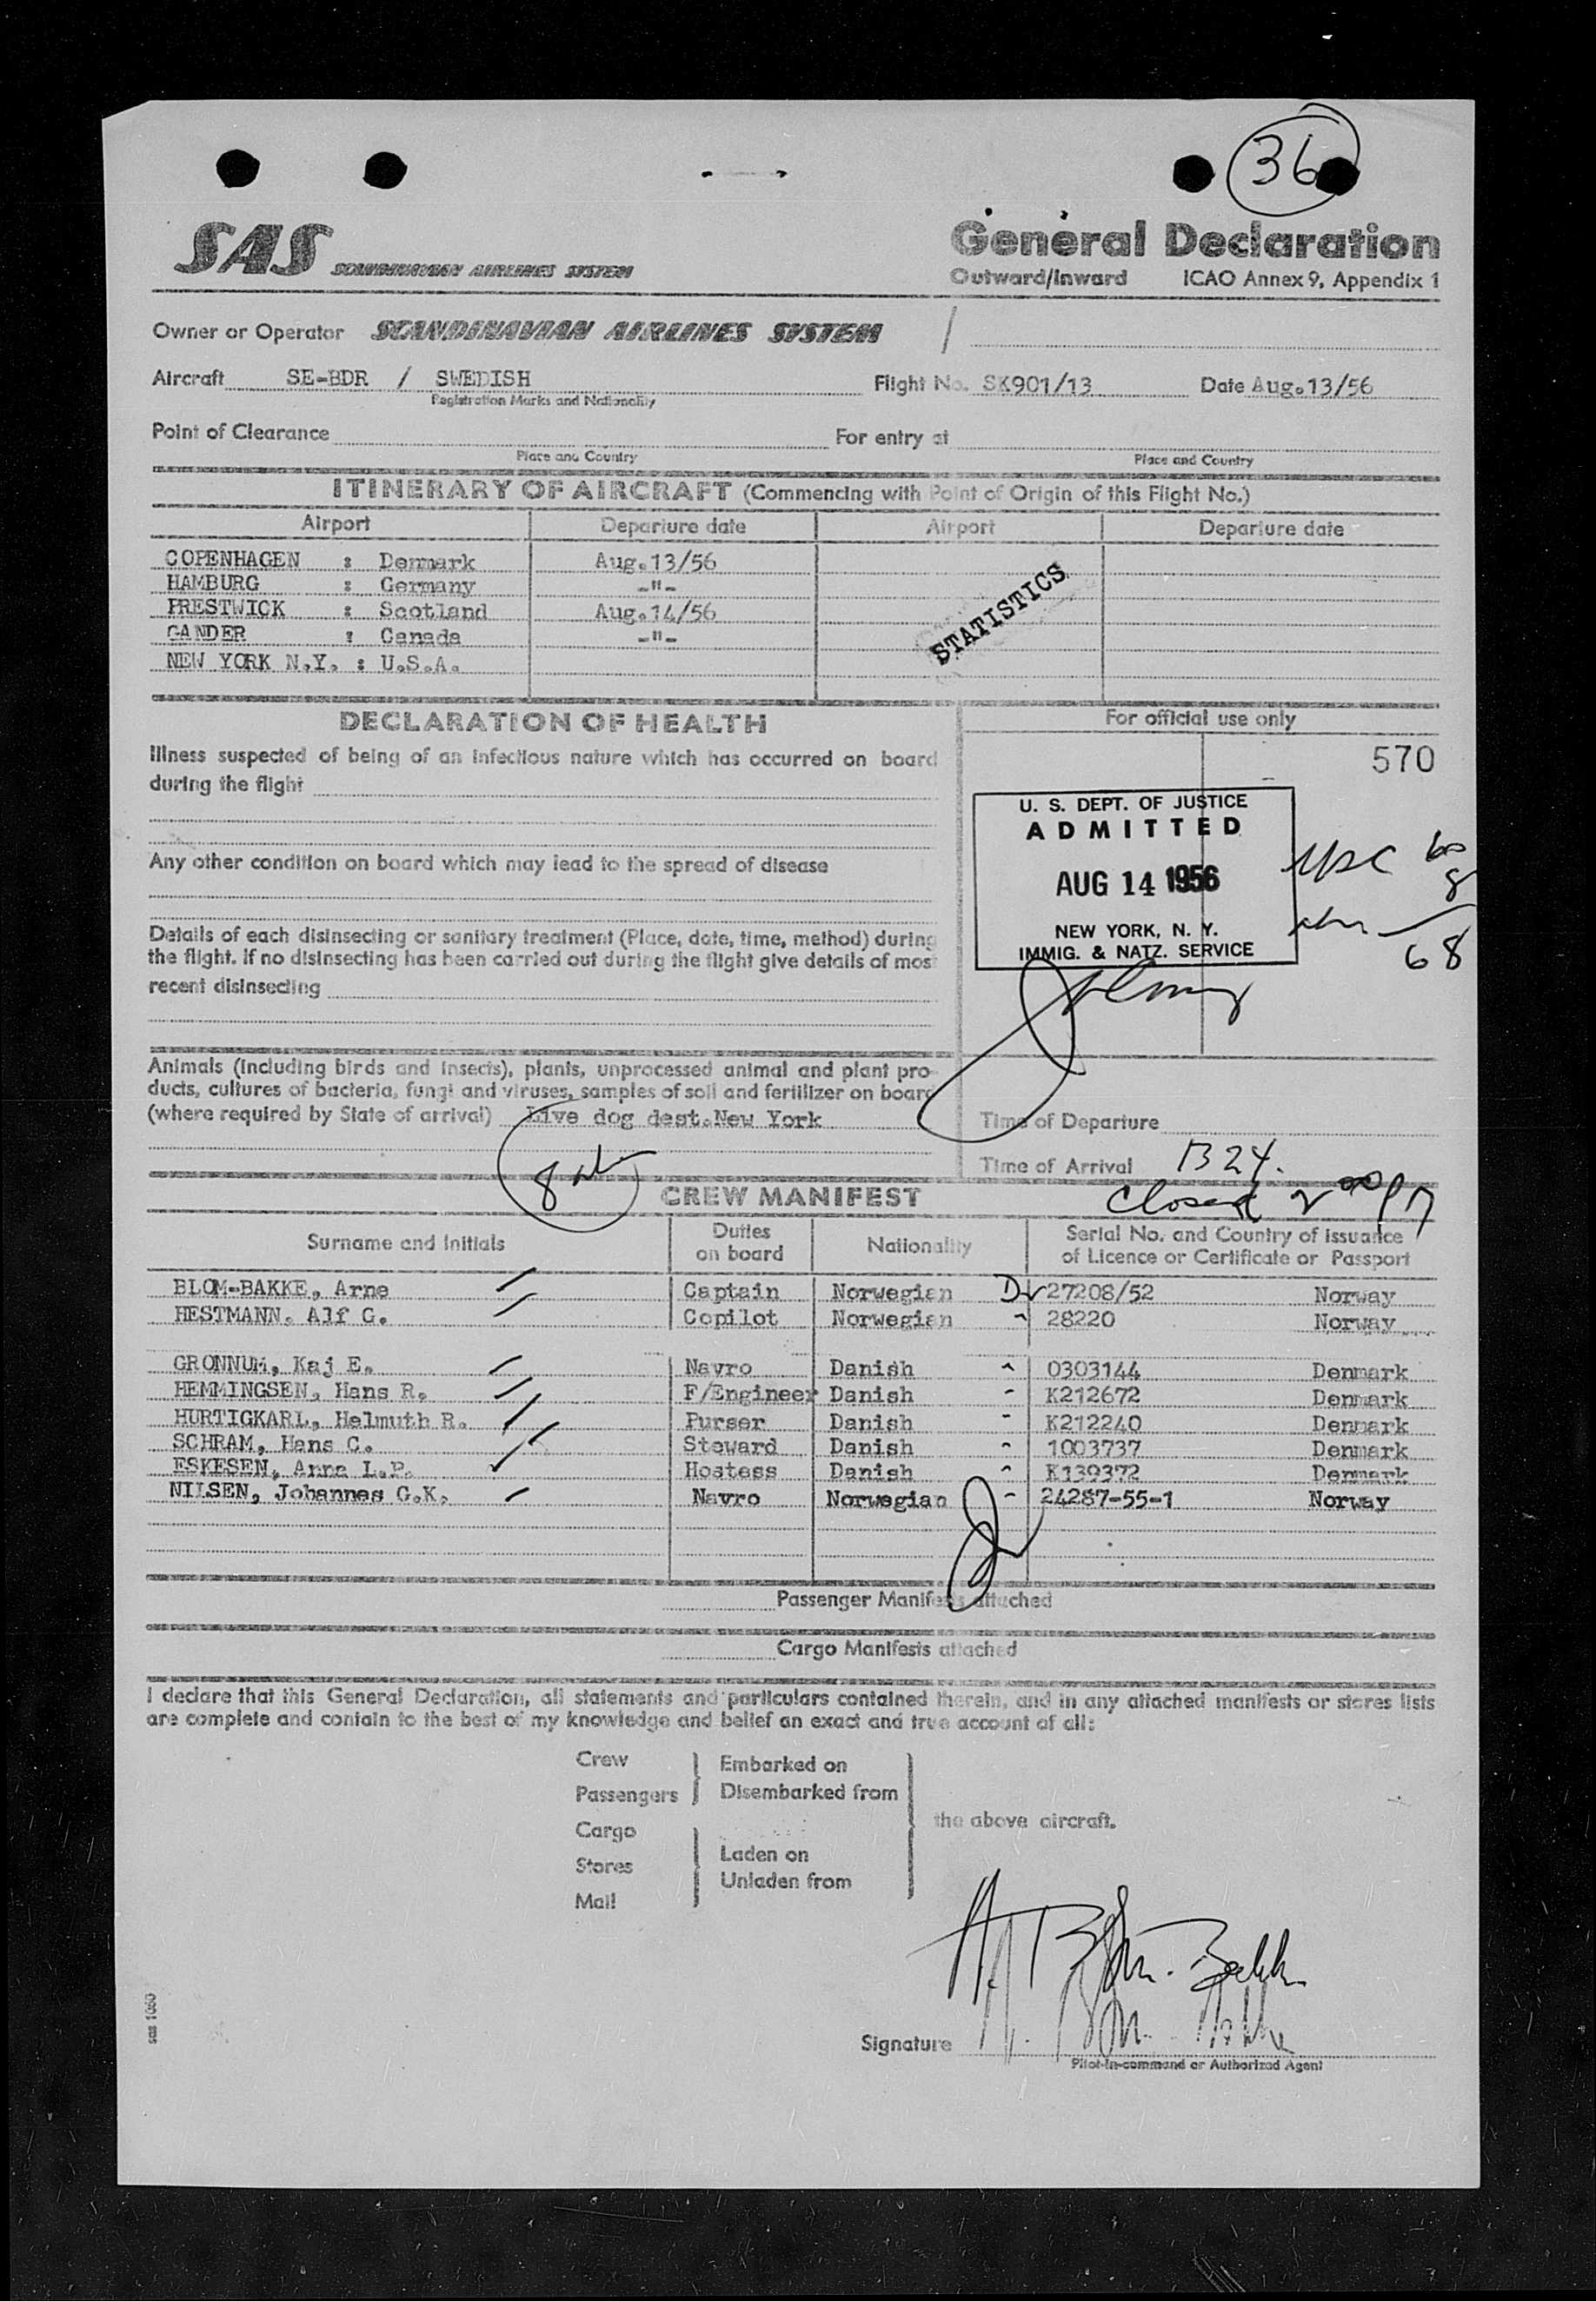 36
SAS SCANDINAVIAN AIRLINES SYSTEM
General Declaration
Outward/Inward ICAO Annex 9, Appendix 1
Owner or Operator SCANDINAVIAN AIRLINES SYSTEM /
Aircraft SE-BDR / SWEDISH Flight No. SK901/13 Date Aug.13/56
Registration Marks and Nationality
Point of Clearance For entry at
Place and Country Place and Country
ITINERARY OF AIRCRAFT (Commencing with Point of Origin of this Flight No.)
Airport Departure date Airport Departure date
COPENHAGEN : Denmark Aug.13/56
HAMBURG : Germany -"-
PRESTWICK : Scotland Aug.14/56
GANDER : Canada -"-
NEW YORK N.Y. : U.S.A.
STATISTICS
DECLARATION OF HEALTH
Illness suspected of being of an infectious nature which has occurred on board
during the flight
Any other condition on board which may lead to the spread of disease
Details of each disinsecting or sanitary treatment (Place, date, time, method) during
the flight. If no disinsecting has been carried out during the flight give details of most
recent disinsecting
Animals (including birds and insects), plants, unprocessed animal and plant pro-
ducts, cultures of bacteria, fungi and viruses, samples of soil and fertilizer on board
(where required by State of arrival) Live dog dest.New York
8
For official use only
570
U. S. DEPT. OF JUSTICE
ADMITTED
AUG 14 1956
NEW YORK, N. Y.
IMMIG. & NATZ. SERVICE
USC 60
8
68
Time of Departure
Time of Arrival 1324.
Closed 2 00 PM
CREW MANIFEST
Surname and Initials Duties on board Nationality Serial No. and Country of issuance of Licence or Certificate or Passport
BLOM-BAKKE, Arne Captain Norwegian 27208/52 Norway
HESTMANN. Alf G. Copilot Norwegian 28220 Norway
GRONNUM, Kaj E. Navro Danish 0303144 Denmark
HEMMINGSEN, Hans R. F/Engineer Danish K212672 Denmark
HURTIGKARL, Helmuth R. Purser Danish K212240 Denmark
SCHRAM, Hans C. Steward Danish 1003737 Denmark
ESKESEN, Anna L.P. Hostess Danish K139372 Denmark
NILSEN, Johannes G.K. Navro Norwegian 24287-55-1 Norway
Passenger Manifests attached
Cargo Manifests attached
I declare that this General Declaration, all statements and particulars contained therein, and in any attached manifests or stores lists
are complete and contain to the best of my knowledge and belief an exact and true account of all:
Crew
Passengers
Embarked on
Disembarked from
Cargo
Stores
Mail
Laden on
Unladen from
the above aircraft.
A. Blom-Bakke
Signature A. Blom-Bakke
Pilot-in-command or Authorized Agent
sas 1060